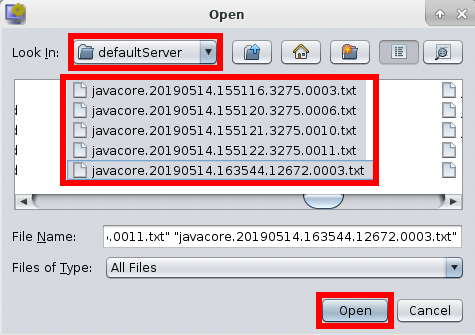 Open
Look In: defaultServer
javacore.20190514.155116.3275.0003.txt
javacore.20190514.155120.3275.0006.txt
javacore.20190514.155121.3275.0010.txt
javacore.20190514.155122.3275.0011.txt
javacore.20190514.163544.12672.0003.txt
File Name: .0011.txt" "javacore.20190514.163544.12672.0003.txt"
Files of Type: All Files
Open Cancel